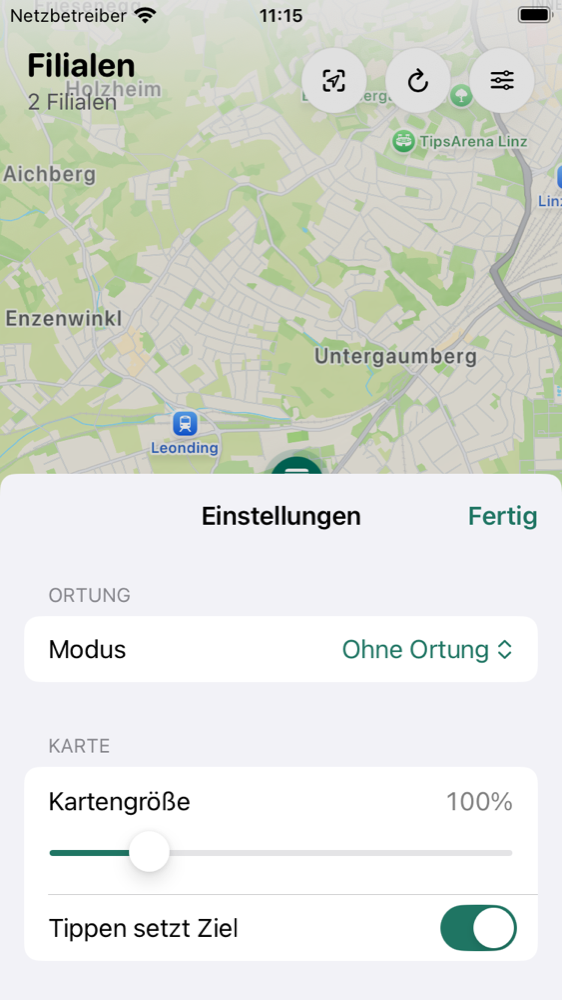 Netzbetreiber 11:15
Filialen
2 Filialen
Holzheim
TipsArena Linz
Aichberg
Enzenwinkl
Untergaumberg
Leonding
Einstellungen
Fertig
ORTUNG
Modus
Ohne Ortung
KARTE
Kartengröße
100%
Tippen setzt Ziel